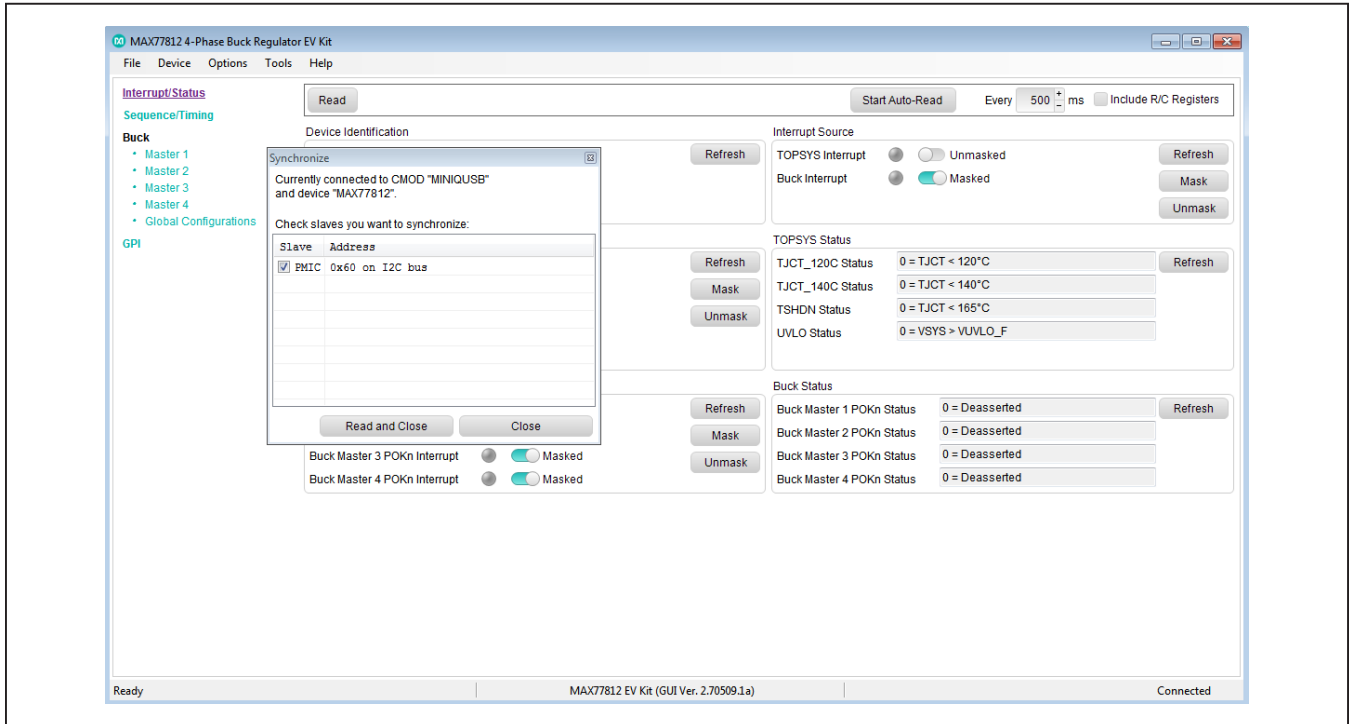 MAX77812 4-Phase Buck Regulator EV Kit
File Device Options Tools Help
Interrupt/Status
Sequence/Timing
Buck
• Master 1
• Master 2
• Master 3
• Master 4
• Global Configurations
GPI
Read
Start Auto-Read Every 500 + - ms Include R/C Registers
Device Identification
Refresh
Synchronize
Currently connected to CMOD "MINIQUSB"
and device "MAX77812".
Check slaves you want to synchronize:
Slave Address
PMIC 0x60 on I2C bus
Read and Close Close
Refresh
Mask
Unmask
Refresh
Mask
Unmask
Buck Master 3 POKn Interrupt Masked
Buck Master 4 POKn Interrupt Masked
Interrupt Source
TOPSYS Interrupt Unmasked Refresh
Buck Interrupt Masked Mask
Unmask
TOPSYS Status
TJCT_120C Status 0 = TJCT < 120°C Refresh
TJCT_140C Status 0 = TJCT < 140°C
TSHDN Status 0 = TJCT < 165°C
UVLO Status 0 = VSYS > VUVLO_F
Buck Status
Buck Master 1 POKn Status 0 = Deasserted Refresh
Buck Master 2 POKn Status 0 = Deasserted
Buck Master 3 POKn Status 0 = Deasserted
Buck Master 4 POKn Status 0 = Deasserted
Ready MAX77812 EV Kit (GUI Ver. 2.70509.1a) Connected